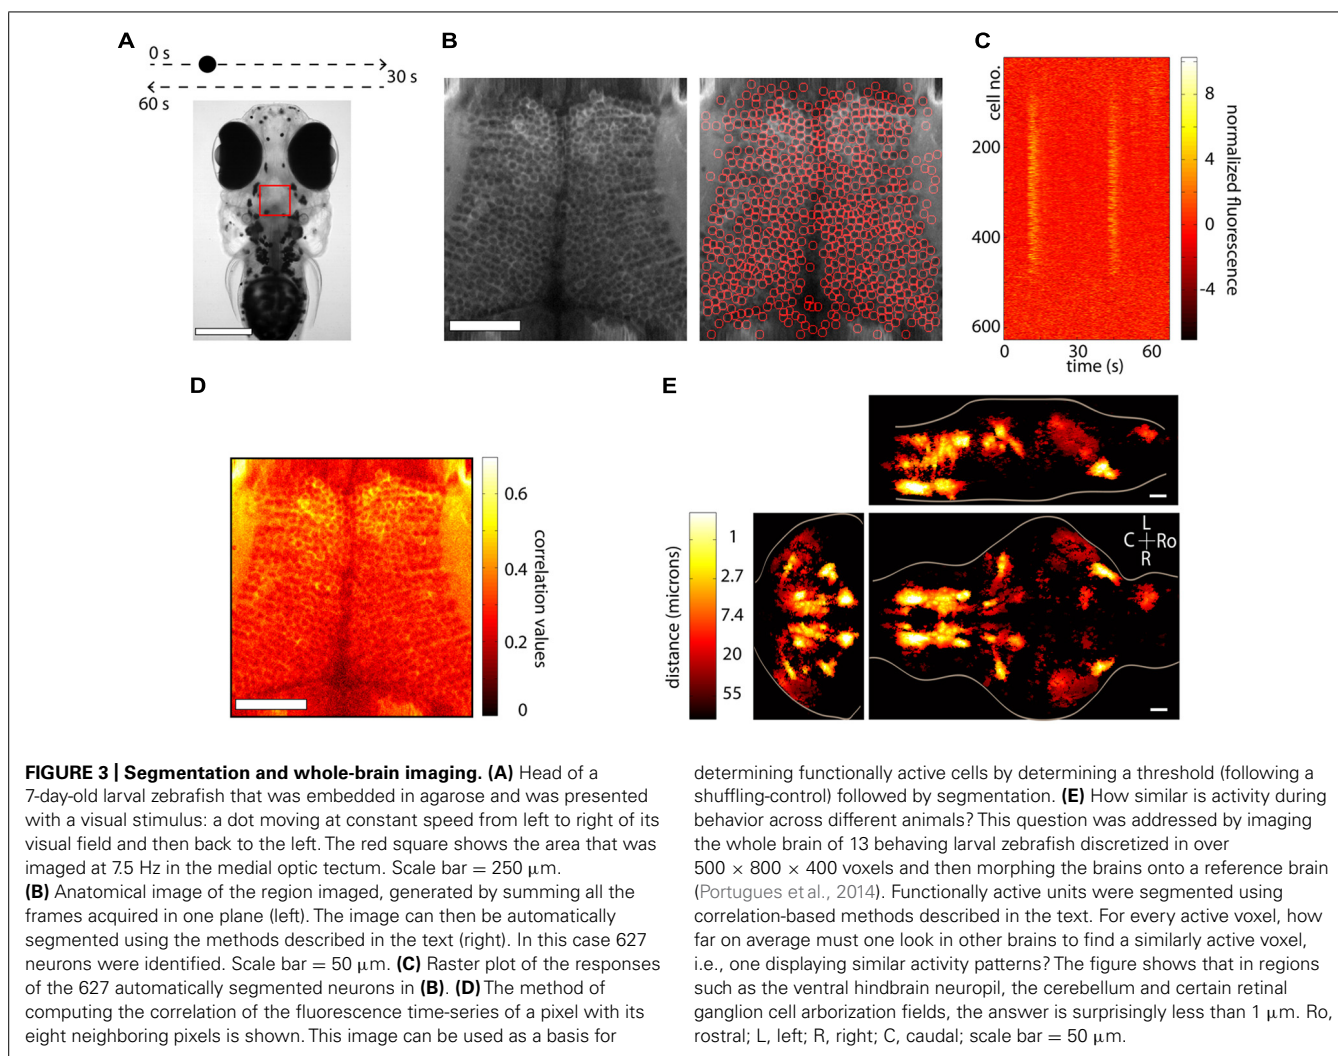 A
0 s
30 s
60 s
B
C
cell no.
200
400
600
0
30
60
time (s)
8
4
0
-4
normalized fluorescence
D
0.6
0.4
0.2
0
correlation values
E
distance (microns)
1
2.7
7.4
20
55
L
C Ro
R
FIGURE 3 | Segmentation and whole-brain imaging. (A) Head of a
7-day-old larval zebrafish that was embedded in agarose and was presented
with a visual stimulus: a dot moving at constant speed from left to right of its
visual field and then back to the left. The red square shows the area that was
imaged at 7.5 Hz in the medial optic tectum. Scale bar = 250 μm.
(B) Anatomical image of the region imaged, generated by summing all the
frames acquired in one plane (left). The image can then be automatically
segmented using the methods described in the text (right). In this case 627
neurons were identified. Scale bar = 50 μm. (C) Raster plot of the responses
of the 627 automatically segmented neurons in (B). (D) The method of
computing the correlation of the fluorescence time-series of a pixel with its
eight neighboring pixels is shown. This image can be used as a basis for
determining functionally active cells by determining a threshold (following a
shuffling-control) followed by segmentation. (E) How similar is activity during
behavior across different animals? This question was addressed by imaging
the whole brain of 13 behaving larval zebrafish discretized in over
500 × 800 × 400 voxels and then morphing the brains onto a reference brain
(Portugues et al., 2014). Functionally active units were segmented using
correlation-based methods described in the text. For every active voxel, how
far on average must one look in other brains to find a similarly active voxel,
i.e., one displaying similar activity patterns? The figure shows that in regions
such as the ventral hindbrain neuropil, the cerebellum and certain retinal
ganglion cell arborization fields, the answer is surprisingly less than 1 μm. Ro,
rostral; L, left; R, right; C, caudal; scale bar = 50 μm.